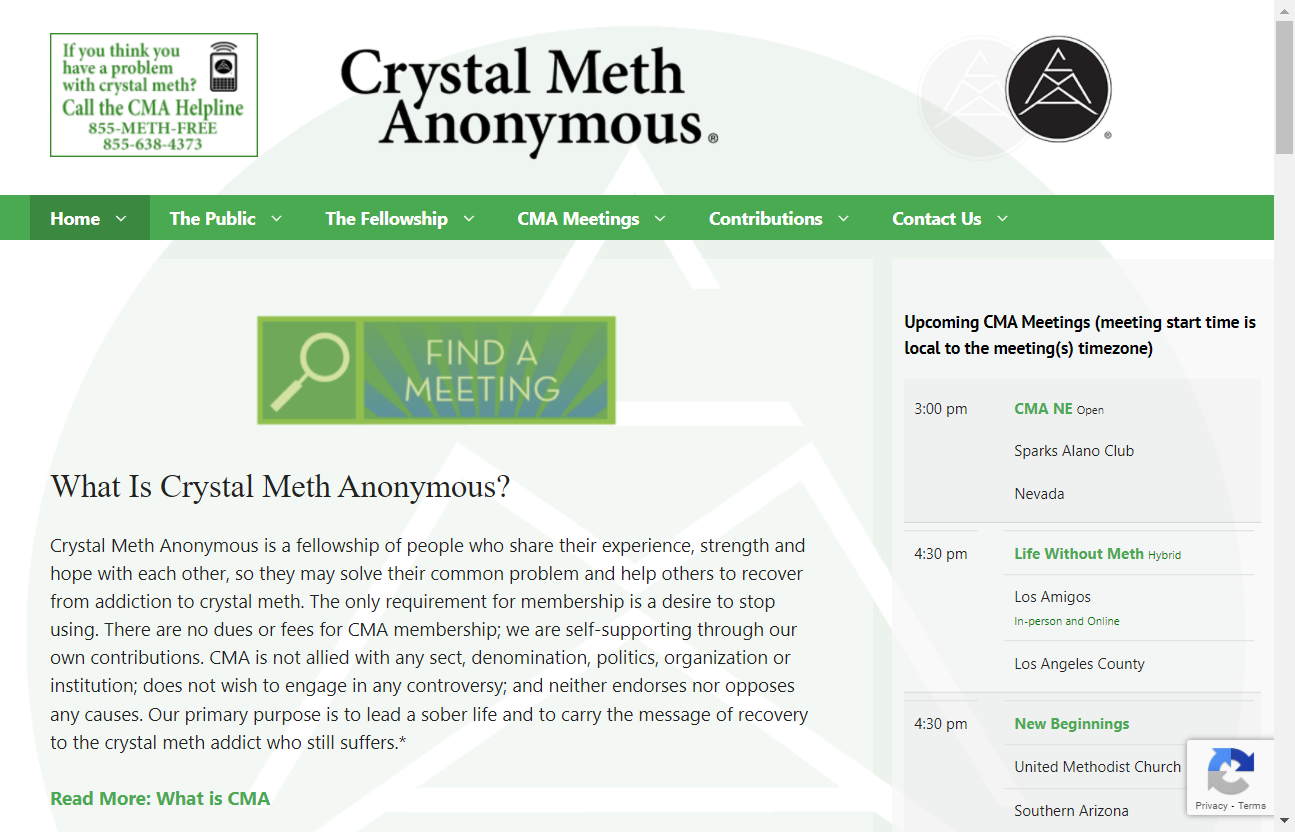 If you think you
have a problem
with crystal meth?
Call the CMA Helpline
855-METH-FREE
855-638-4373
Crystal Meth
Anonymous®
®
Home
The Public
The Fellowship
CMA Meetings
Contributions
Contact Us
FIND A
MEETING
What Is Crystal Meth Anonymous?
Crystal Meth Anonymous is a fellowship of people who share their experience, strength and
hope with each other, so they may solve their common problem and help others to recover
from addiction to crystal meth. The only requirement for membership is a desire to stop
using. There are no dues or fees for CMA membership; we are self-supporting through our
own contributions. CMA is not allied with any sect, denomination, politics, organization or
institution; does not wish to engage in any controversy; and neither endorses nor opposes
any causes. Our primary purpose is to lead a sober life and to carry the message of recovery
to the crystal meth addict who still suffers.*
Read More: What is CMA
Upcoming CMA Meetings (meeting start time is
local to the meeting(s) timezone)
3:00 pm CMA NE Open
Sparks Alano Club
Nevada
4:30 pm Life Without Meth Hybrid
Los Amigos
In-person and Online
Los Angeles County
4:30 pm New Beginnings
United Methodist Church
Southern Arizona
Privacy - Terms